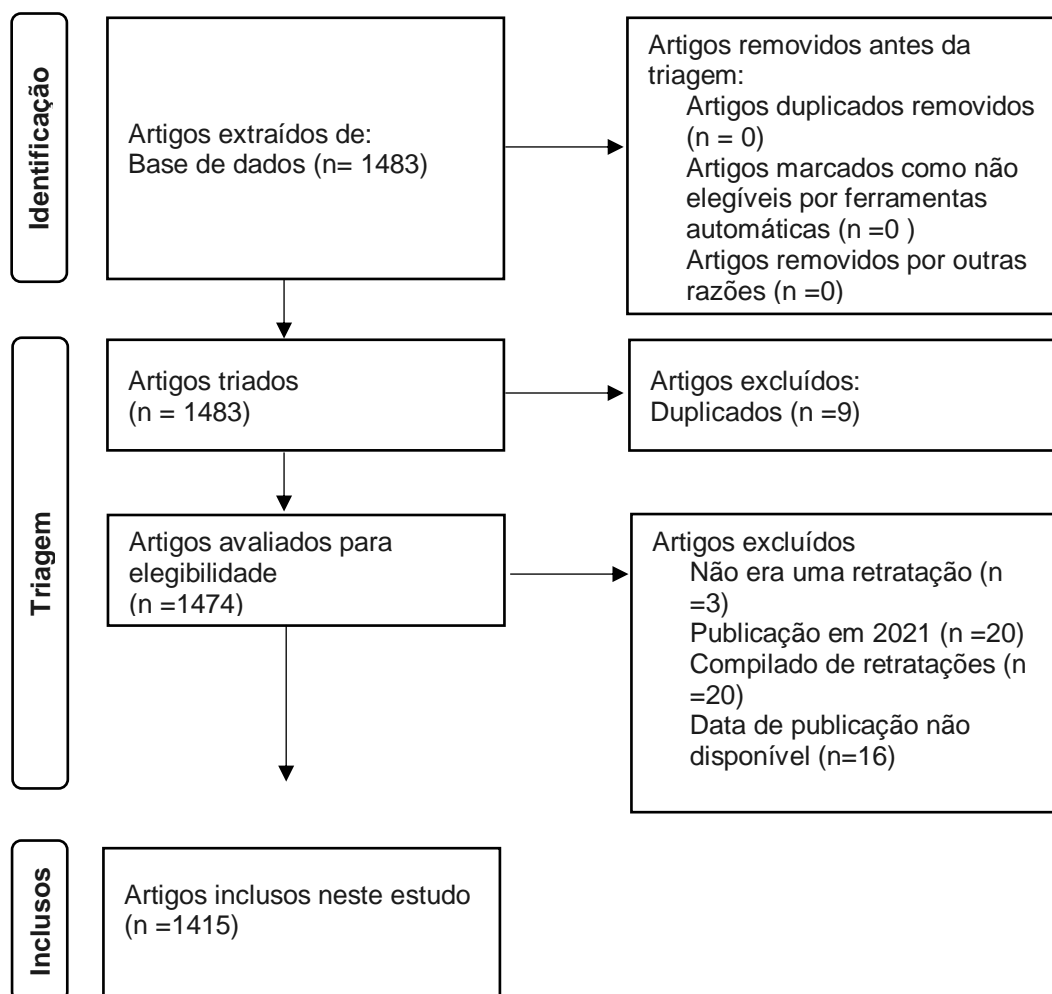 Identificação
Artigos extraídos de:
Base de dados (n= 1483)
Artigos removidos antes da
triagem:
Artigos duplicados removidos
(n = 0)
Artigos marcados como não
elegíveis por ferramentas
automáticas (n =0 )
Artigos removidos por outras
razões (n =0)
Triagem
Artigos triados
(n = 1483)
Artigos excluídos:
Duplicados (n =9)
Artigos avaliados para
elegibilidade
(n =1474)
Artigos excluídos
Não era uma retratação (n
=3)
Publicação em 2021 (n =20)
Compilado de retratações (n
=20)
Data de publicação não
disponível (n=16)
Inclusos
Artigos inclusos neste estudo
(n =1415)